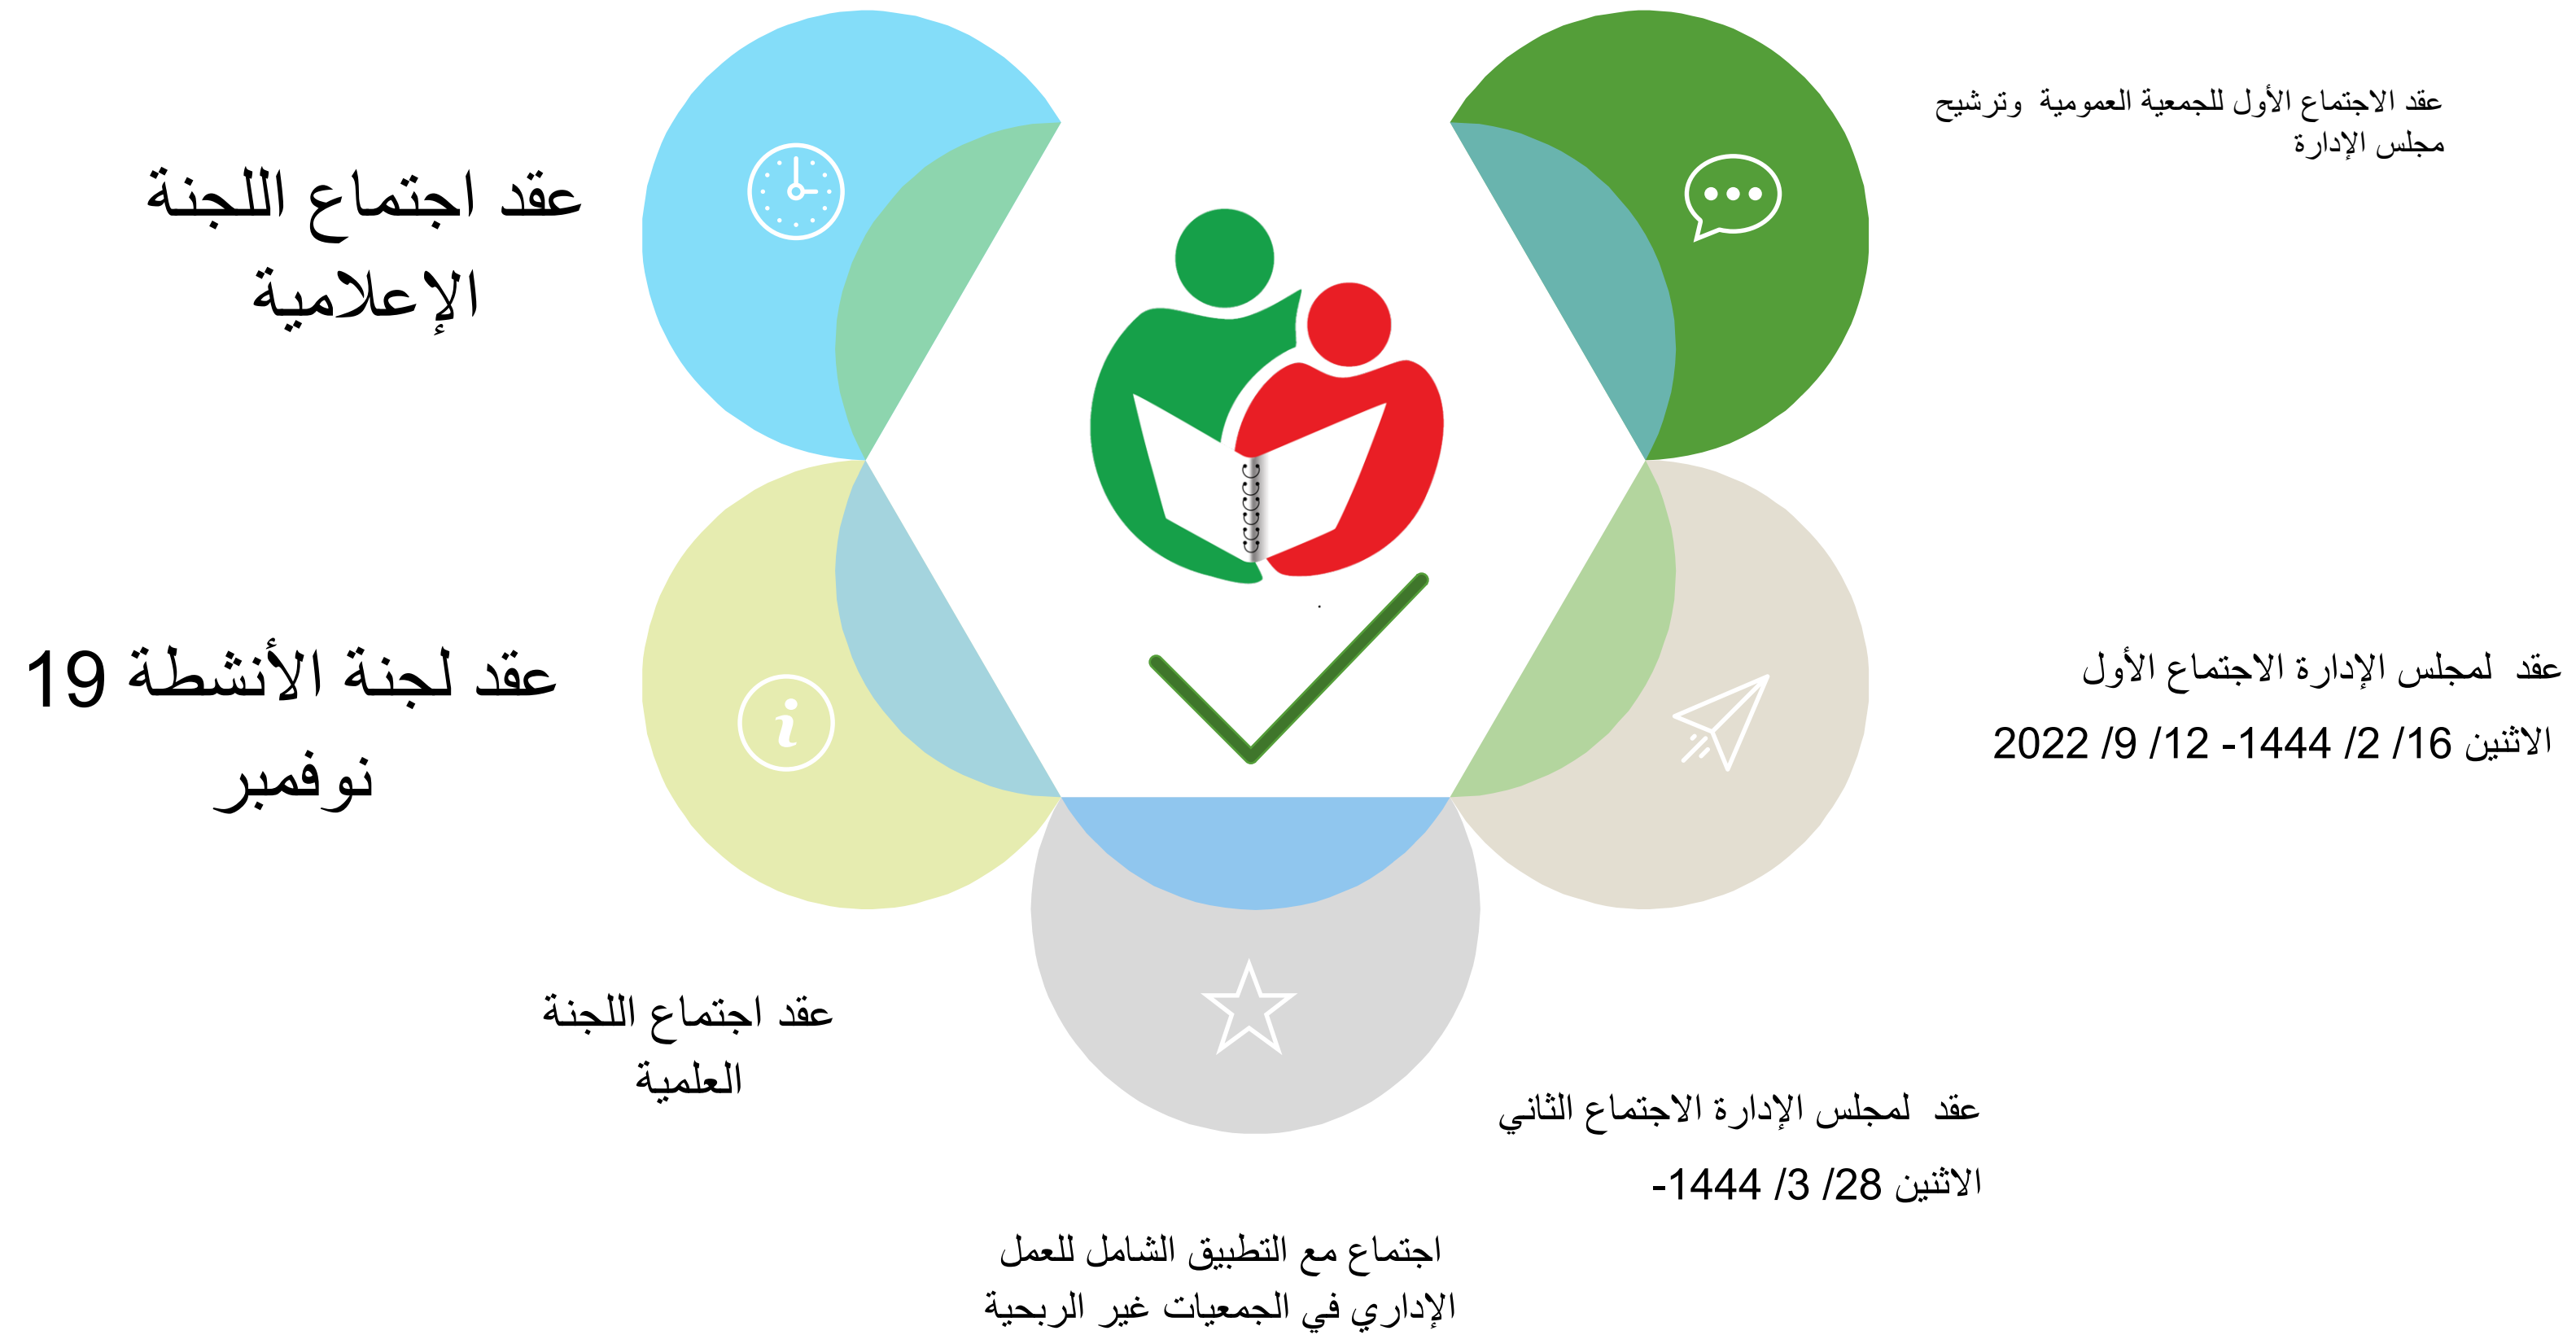 عقد الاجتماع الأول للجمعية العمومية وترشيح
مجلس الإدارة
عقد لمجلس الإدارة الاجتماع الأول
الاثنين 16/ 2/ 1444- 12/ 9/ 2022
عقد لمجلس الإدارة الاجتماع الثاني
الاثنين 28/ 3/ 1444-
اجتماع مع التطبيق الشامل للعمل
الإداري في الجمعيات غير الربحية
عقد اجتماع اللجنة
العلمية
عقد لجنة الأنشطة 19
نوفمبر
عقد اجتماع اللجنة
الإعلامية